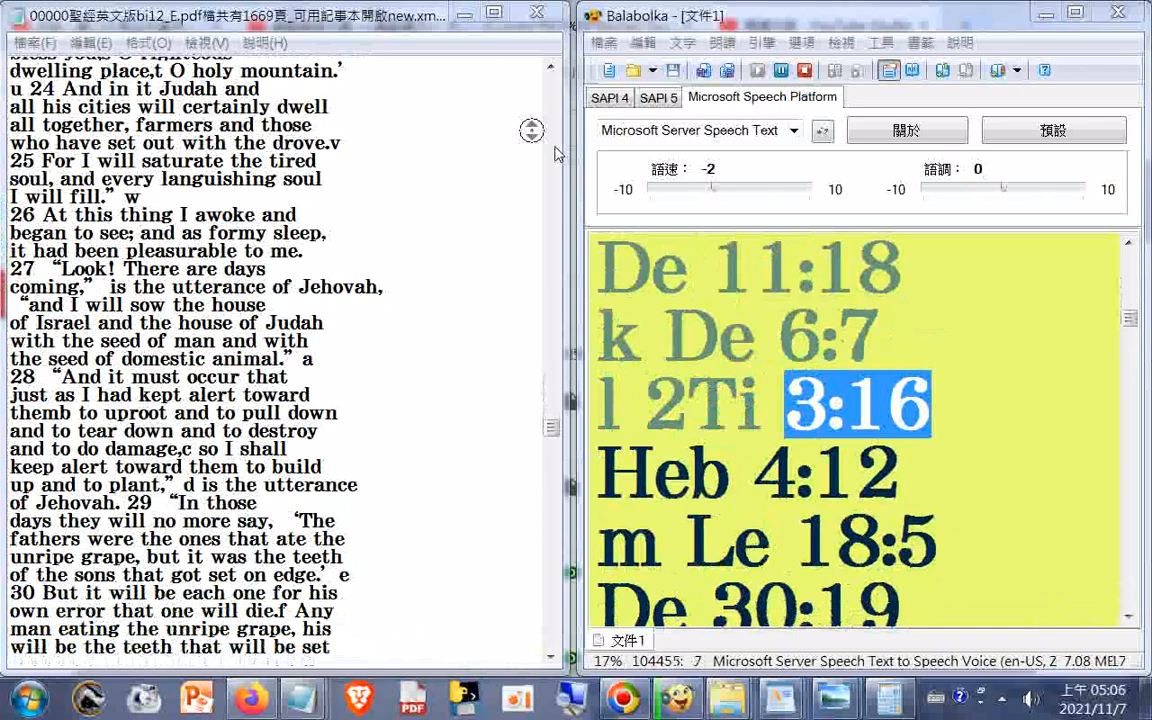 00000聖經英文版bi12_E.pdf檔共有1669頁_可用記事本開啟new.xm...
檔案(F) 編輯(E) 格式(O) 檢視(V) 說明(H)
dwelling place,t O holy mountain.’
u 24 And in it Judah and
all his cities will certainly dwell
all together, farmers and those
who have set out with the drove.v
25 For I will saturate the tired
soul, and every languishing soul
I will fill.” w
26 At this thing I awoke and
began to see; and as formy sleep,
it had been pleasurable to me.
27 “Look! There are days
coming,” is the utterance of Jehovah,
“and I will sow the house
of Israel and the house of Judah
with the seed of man and with
the seed of domestic animal.” a
28 “And it must occur that
just as I had kept alert toward
themb to uproot and to pull down
and to tear down and to destroy
and to do damage,c so I shall
keep alert toward them to build
up and to plant,” d is the utterance
of Jehovah. 29 “In those
days they will no more say, ‘The
fathers were the ones that ate the
unripe grape, but it was the teeth
of the sons that got set on edge.’ e
30 But it will be each one for his
own error that one will die.f Any
man eating the unripe grape, his
will be the teeth that will be set
Balabolka - [文件1]
檔案 編輯 文字 朗讀 引擎 選項 檢視 工具 書籤 說明
SAPI 4 SAPI 5 Microsoft Speech Platform
Microsoft Server Speech Text 關於 預設
語速： -2 語調： 0
-10 10 -10 10
De 11:18
k De 6:7
l 2Ti 3:16
Heb 4:12
m Le 18:5
De 30:19
文件1
17% 104455: 7 Microsoft Server Speech Text to Speech Voice (en-US, 2 7.08 ME17
PDF
上午 05:06
2021/11/7